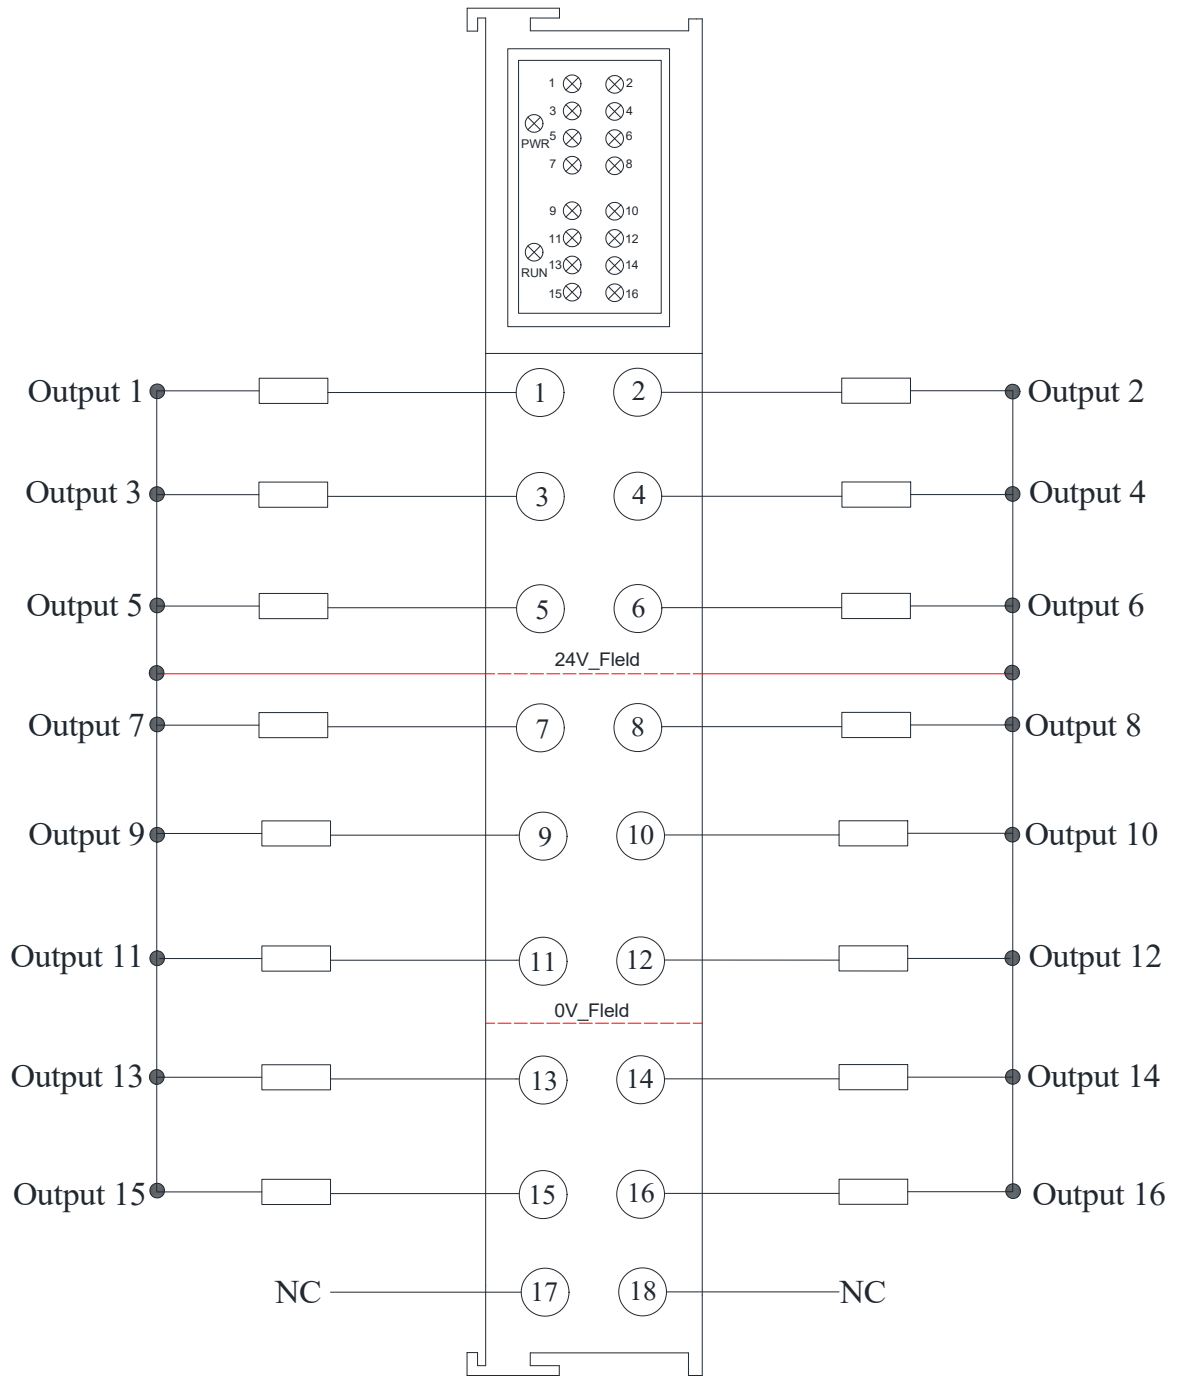 1 2
3 4
PWR
5 6
7 8
9 10
11 12
RUN
13 14
15 16
Output 1 1 2 Output 2
Output 3 3 4 Output 4
Output 5 5 6 Output 6
24V_FIeld
Output 7 7 8 Output 8
Output 9 9 10 Output 10
Output 11 11 12 Output 12
0V_FIeld
Output 13 13 14 Output 14
Output 15 15 16 Output 16
NC 17 18 NC